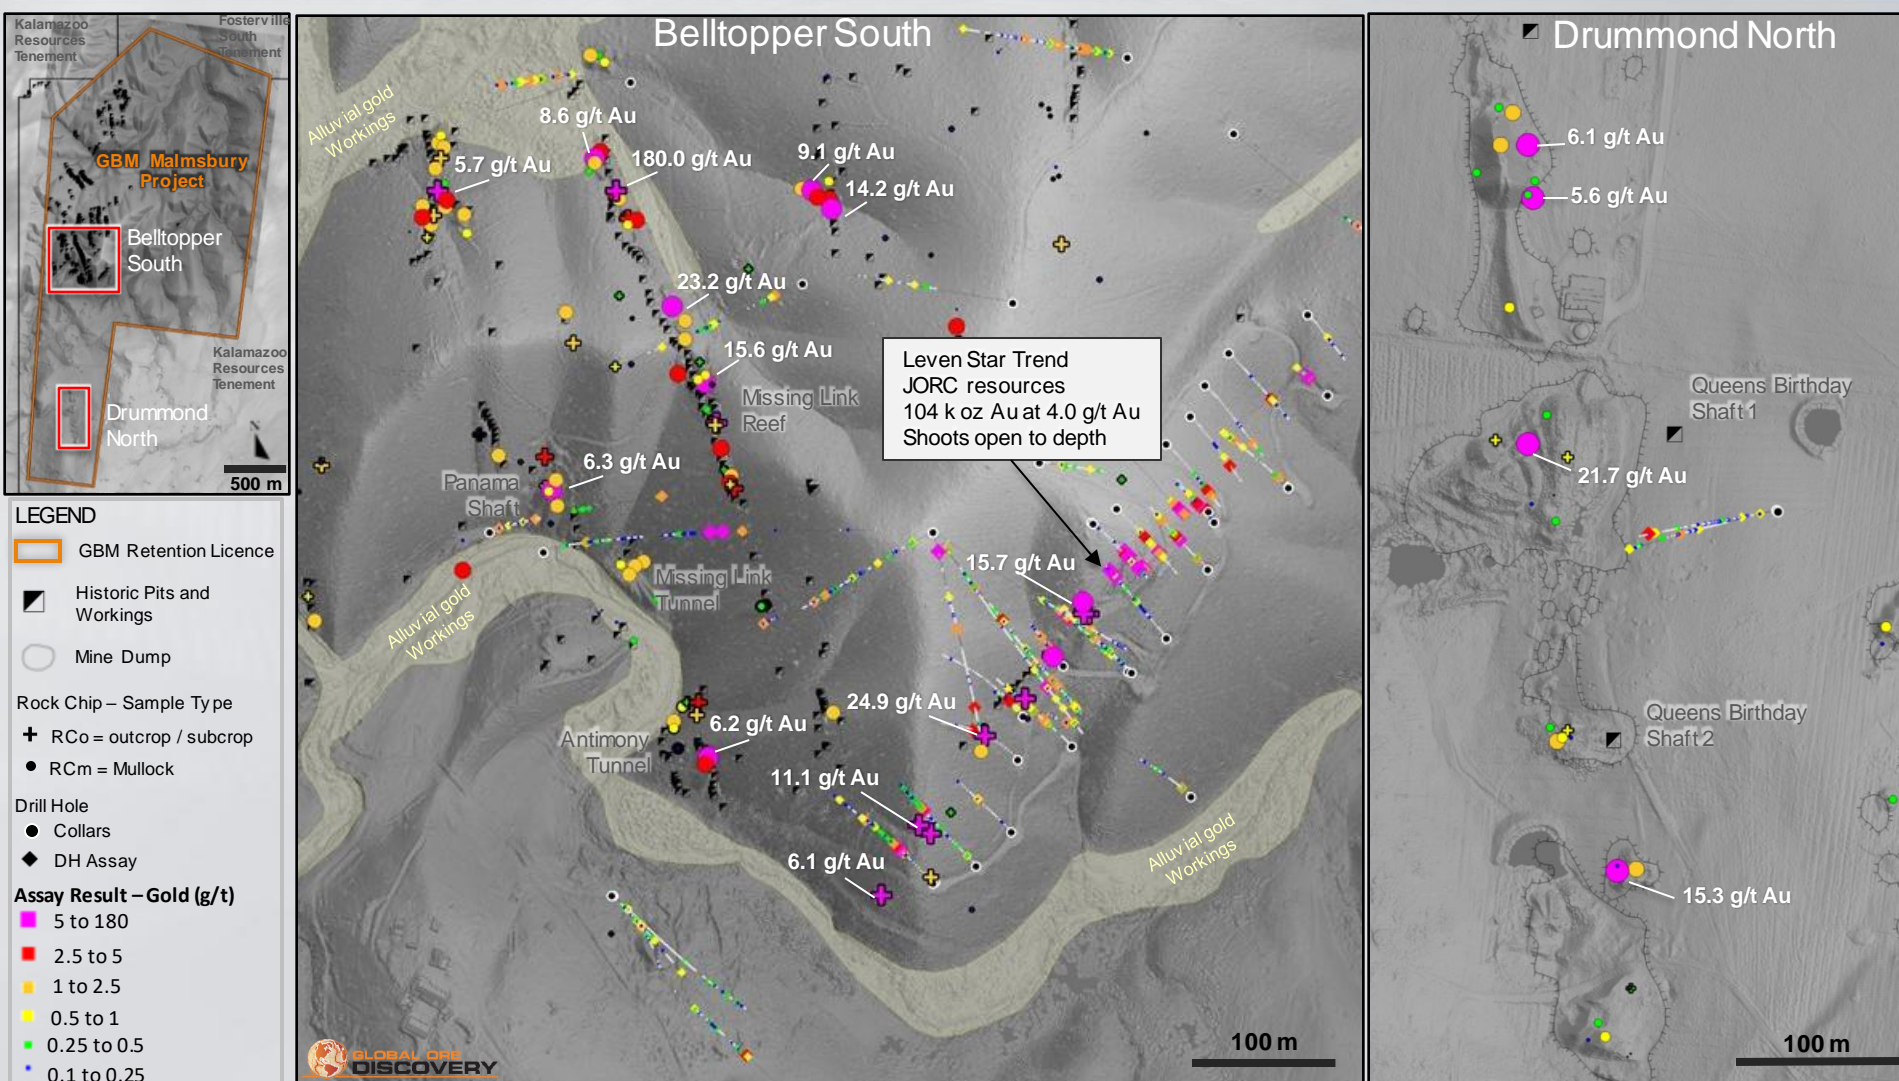 Kalamazoo
Resources
Tenement
Fosterville
South
Tenement
GBM Malmsbury
Project
Belltopper
South
Drummond
North
Kalamazoo
Resources
Tenement
N
500 m
LEGEND
GBM Retention Licence
Historic Pits and
Workings
Mine Dump
Rock Chip – Sample Type
RCo = outcrop / subcrop
RCm = Mullock
Drill Hole
Collars
DH Assay
Assay Result – Gold (g/t)
5 to 180
2.5 to 5
1 to 2.5
0.5 to 1
0.25 to 0.5
0.1 to 0.25
Belltopper South
Alluvial gold
Workings
8.6 g/t Au
5.7 g/t Au
180.0 g/t Au
9.1 g/t Au
14.2 g/t Au
23.2 g/t Au
15.6 g/t Au
Missing Link
Reef
Leven Star Trend
JORC resources
104 k oz Au at 4.0 g/t Au
Shoots open to depth
6.3 g/t Au
Panama
Shaft
15.7 g/t Au
Missing Link
Tunnel
Alluvial gold
Workings
24.9 g/t Au
6.2 g/t Au
Antimony
Tunnel
11.1 g/t Au
6.1 g/t Au
Alluvial gold
Workings
GLOBAL ORE
DISCOVERY
100 m
Drummond North
6.1 g/t Au
5.6 g/t Au
Queens Birthday
Shaft 1
21.7 g/t Au
Queens Birthday
Shaft 2
15.3 g/t Au
100 m